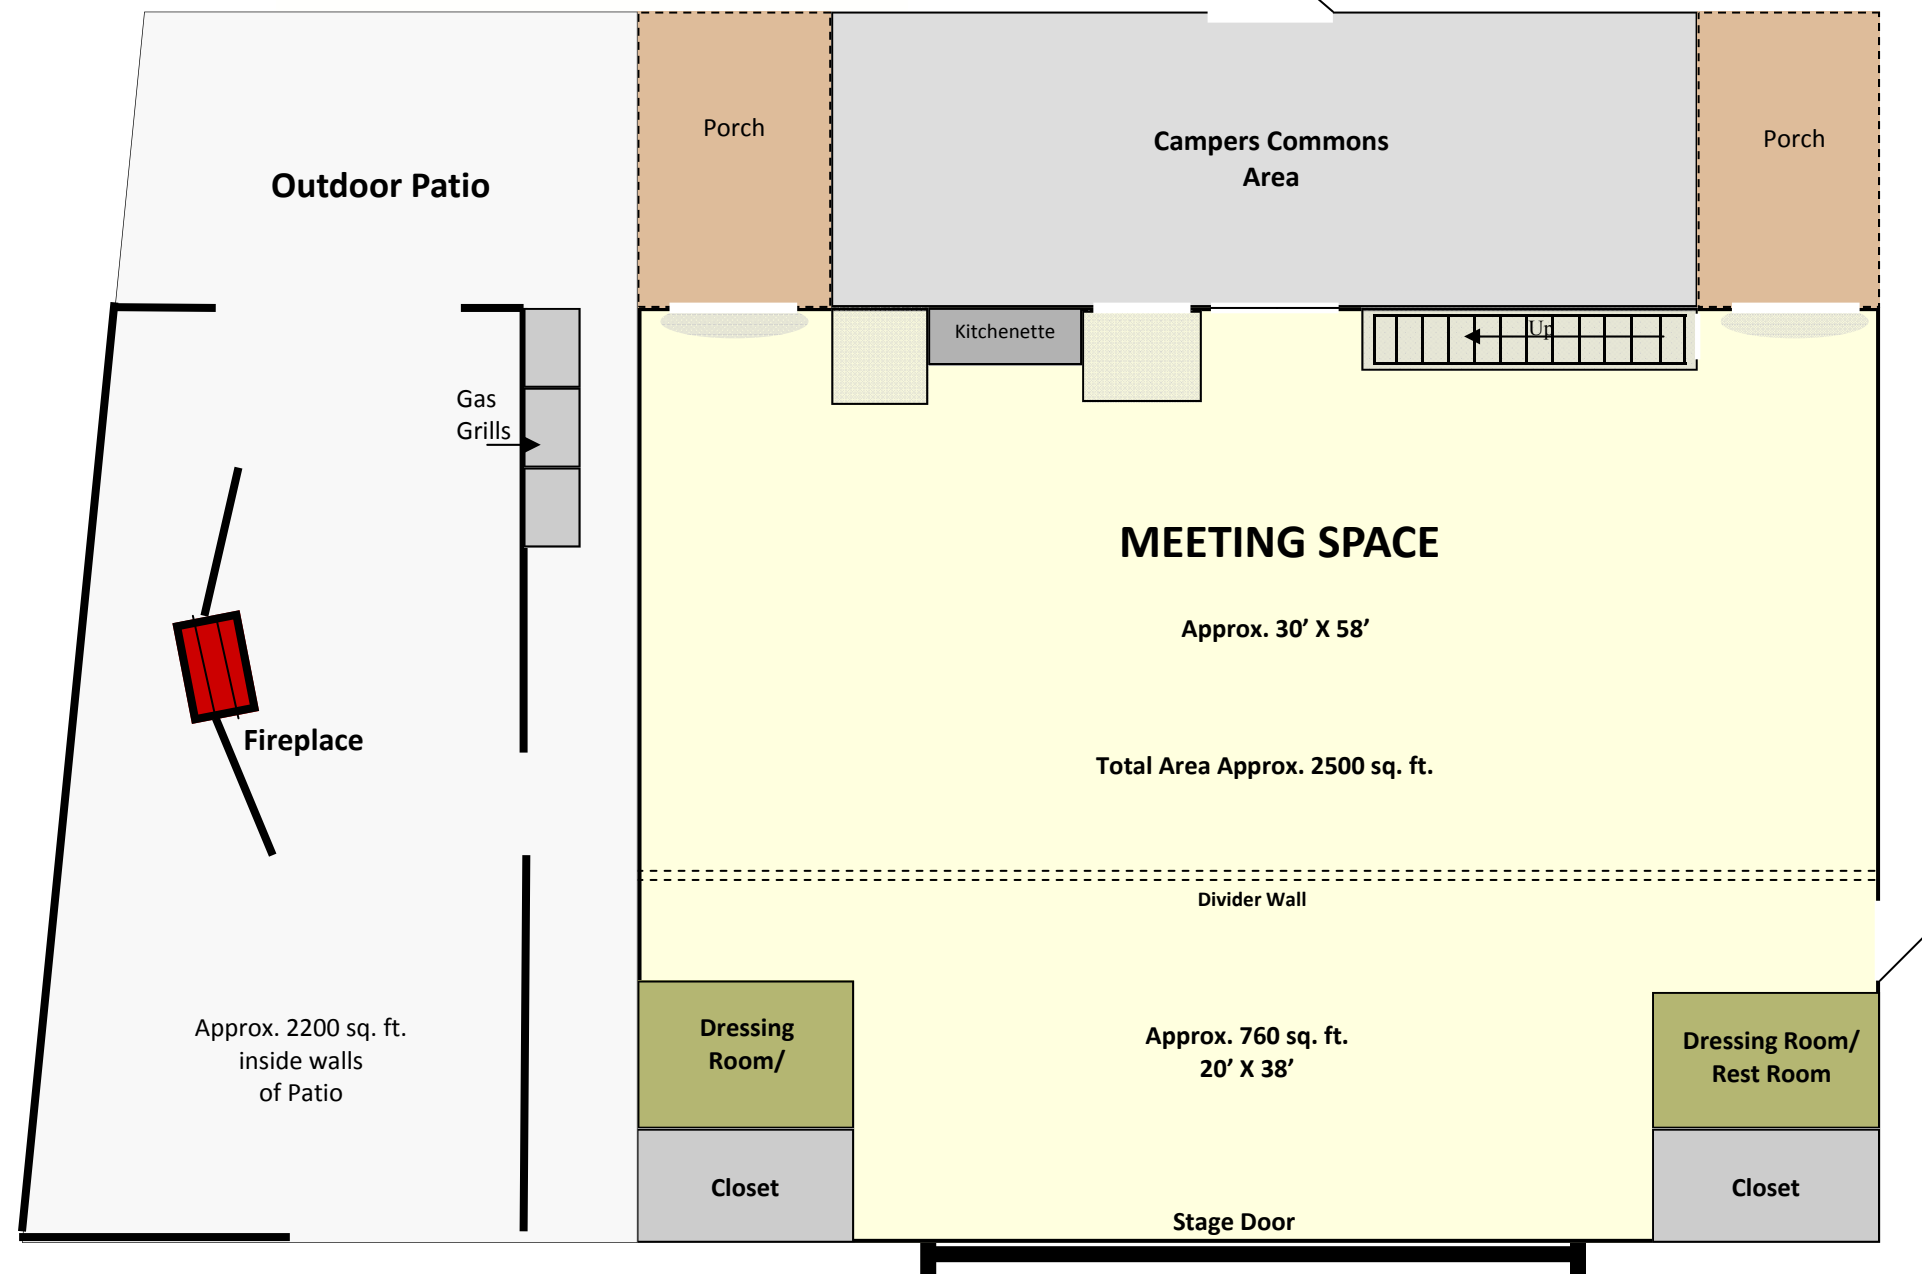 Porch
Campers Commons
Area
Porch
Outdoor Patio
Kitchenette
Up
Gas
Grills
MEETING SPACE
Approx. 30’ X 58’
Fireplace
Total Area Approx. 2500 sq. ft.
Divider Wall
Approx. 2200 sq. ft.
inside walls
of Patio
Dressing
Room/
Approx. 760 sq. ft.
20’ X 38’
Dressing Room/
Rest Room
Closet
Stage Door
Closet